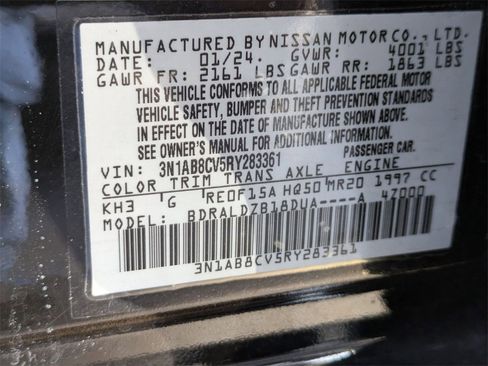 MANUFACTURED BY NISSAN MOTOR CO., LTD.
DATE: 01/24. GVWR: 4001 LBS
GAWR FR: 2161 LBS GAWR RR: 1863 LBS
THIS VEHICLE CONFORMS TO ALL APPLICABLE FEDERAL MOTOR
VEHICLE SAFETY, BUMPER AND THEFT PREVENTION STANDARDS
IN EFFECT ON THE DATE OF MANUFACTURE SHOWN ABOVE.
SEE OWNER'S MANUAL FOR ADDITIONAL INFORMATION.
VIN: 3N1AB8CV5RY283361 PASSENGER CAR.
COLOR TRIM TRANS AXLE ENGINE
KH3 G RE0F15A HQ50 MR20 1997 CC
MODEL: BDRALDZB18DUA----A 4Z000
3N1AB8CV5RY283361